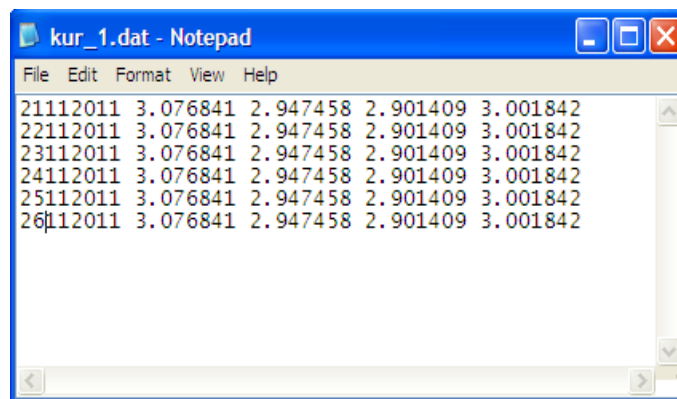 kur_1.dat - Notepad
File Edit Format View Help
21112011 3.076841 2.947458 2.901409 3.001842
22112011 3.076841 2.947458 2.901409 3.001842
23112011 3.076841 2.947458 2.901409 3.001842
24112011 3.076841 2.947458 2.901409 3.001842
25112011 3.076841 2.947458 2.901409 3.001842
26112011 3.076841 2.947458 2.901409 3.001842